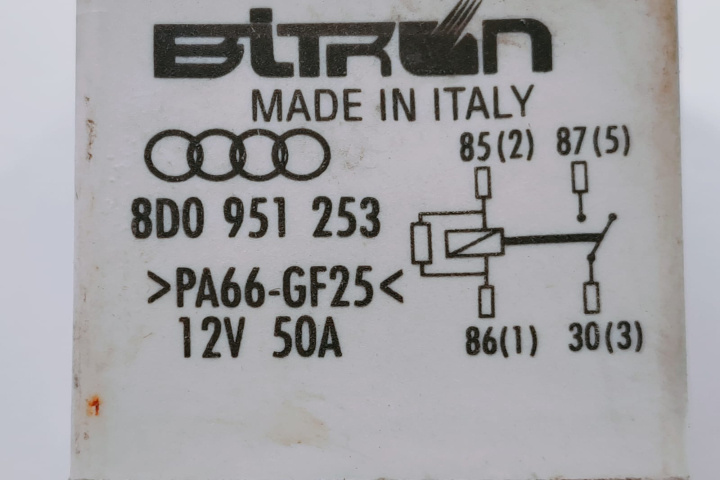 BiTRON
MADE IN ITALY
85(2) 87(5)
8D0 951 253
>PA66-GF25<
12V 50A
86(1) 30(3)
1